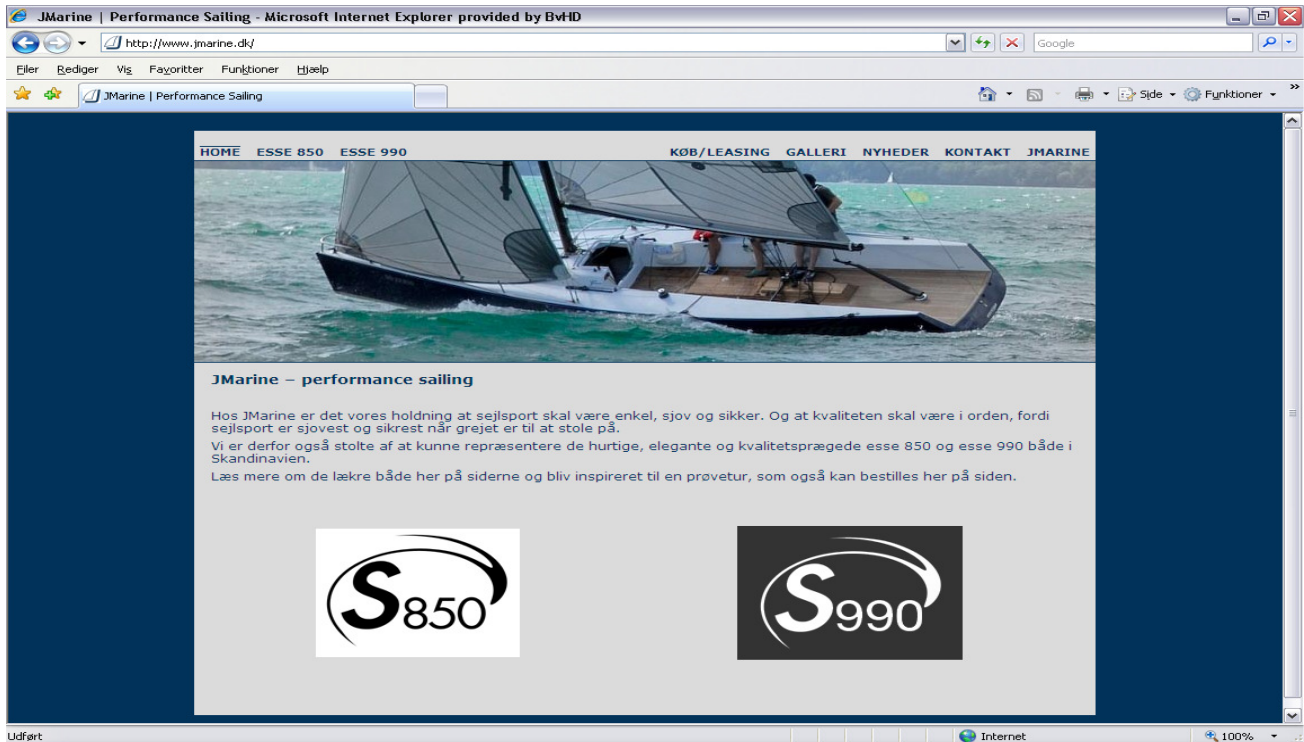 JMarine | Performance Sailing - Microsoft Internet Explorer provided by BvHD
http://www.jmarine.dk/
Google
Filer Rediger Vis Favoritter Funktioner Hjælp
JMarine | Performance Sailing
Side
Funktioner
HOME ESSE 850 ESSE 990 KØB/LEASING GALLERI NYHEDER KONTAKT JMARINE
JMarine – performance sailing
Hos JMarine er det vores holdning at sejlsport skal være enkel, sjov og sikker. Og at kvaliteten skal være i orden, fordi
sejlsport er sjovest og sikrest når grejet er til at stole på.
Vi er derfor også stolte af at kunne repræsentere de hurtige, elegante og kvalitetsprægede esse 850 og esse 990 både i
Skandinavien.
Læs mere om de lækre både her på siderne og bliv inspireret til en prøvetur, som også kan bestilles her på siden.
S850
S990
Udført
Internet
100%